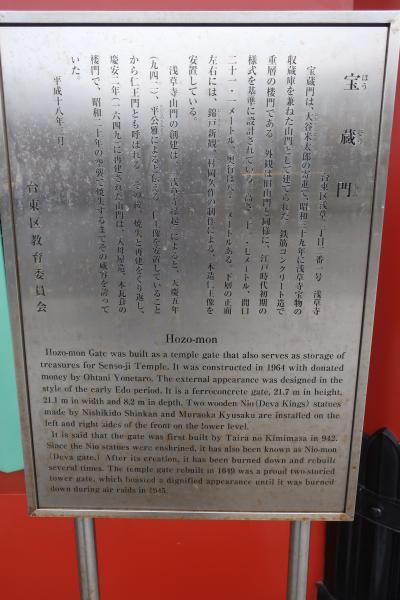 宝蔵門
ほう
ぞう
台東区浅草二丁目三番一号　浅草寺
宝蔵門は、大谷米太郎の寄進で、昭和三十九年に浅草寺宝物の
収蔵庫を兼ねた山門として建てられた。鉄筋コンクリート造で
重層の楼門である。外観は旧山門と同様に、江戸時代初期の
様式を基準に設計されている。高さ二十一・七メートル、間口
二十一・一メートル、奥行は八・二メートルある。下層の正面
左右には、錦戸新観、村岡久作の制作による、木造仁王像を
安置している。
浅草寺山門の創建は、『浅草寺縁起』によると、天慶五年
(九四二)、平公雅によると伝える。仁王像を安置していること
から仁王門とも呼ばれる。その後、焼失と再建をくり返し、
慶安二年(一六四九)に再建された山門は、入母屋造、本瓦葺の
楼門で、昭和二十年の空襲で焼失するまでその威容を誇って
いた。
平成十八年三月
台東区教育委員会
Hozo-mon
Hozo-mon Gate was built as a temple gate that also serves as storage of
treasures for Senso-ji Temple. It was constructed in 1964 with donated
money by Ohtani Yonetaro. The external appearance was designed in the
style of the early Edo period. It is a ferroconcrete gate, 21.7 m in height,
21.1 m in width and 8.2 m in depth. Two wooden Nio(Deva Kings) statues
made by Nishikido Shinkan and Muraoka Kyusaku are installed on the
left and right sides of the front on the lower level.
It is said that the gate was first built by Taira no Kimimasa in 942.
Since the Nio statues were enshrined, it has also been known as Nio-mon
(Deva gate.) After its creation, it has been burned down and rebuilt
several times. The temple gate rebuilt in 1649 was a proud two-storied
tower gate, which boasted a dignified appearance until it was burned
down during air raids in 1945.